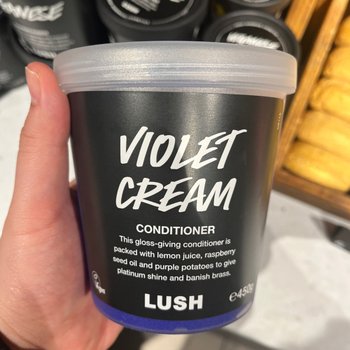 VIOLET
CREAM
CONDITIONER
This gloss-giving conditioner is
packed with lemon juice, raspberry
seed oil and purple potatoes to give
platinum shine and banish brass.
LUSH
℮450g